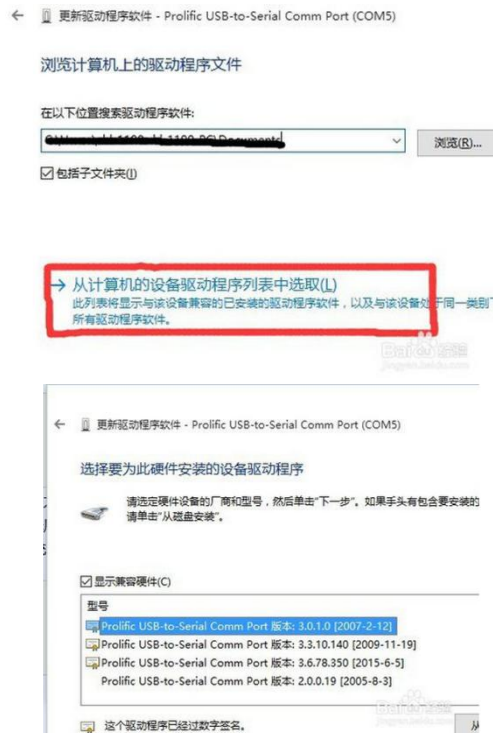 更新驱动程序软件 - Prolific USB-to-Serial Comm Port (COM5)
浏览计算机上的驱动程序文件
在以下位置搜索驱动程序软件:
浏览(R)...
包括子文件夹(I)
从计算机的设备驱动程序列表中选取(L)
此列表将显示与该设备兼容的已安装的驱动程序软件，以及与该设备处于同一类别下
所有驱动程序软件。
Baidu 经验
jingyan.baidu.com
更新驱动程序软件 - Prolific USB-to-Serial Comm Port (COM5)
选择要为此硬件安装的设备驱动程序
请选定硬件设备的厂商和型号，然后单击"下一步"。如果手头有包含要安装的
请单击"从磁盘安装"。
显示兼容硬件(C)
型号
Prolific USB-to-Serial Comm Port 版本: 3.0.1.0 [2007-2-12]
Prolific USB-to-Serial Comm Port 版本: 3.3.10.140 [2009-11-19]
Prolific USB-to-Serial Comm Port 版本: 3.6.78.350 [2015-6-5]
Prolific USB-to-Serial Comm Port 版本: 2.0.0.19 [2005-8-3]
这个驱动程序已经过数字签名。
从